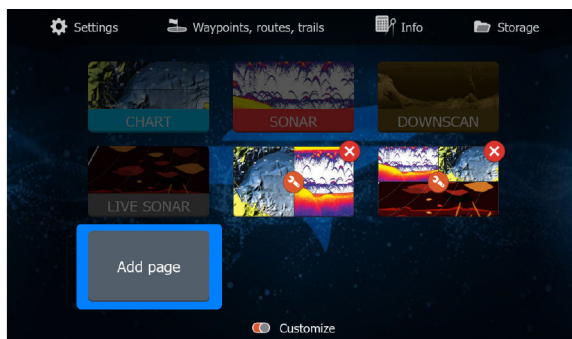 Settings
Waypoints, routes, trails
Info
Storage
CHART
SONAR
DOWNSCAN
LIVE SONAR
Add page
Customize